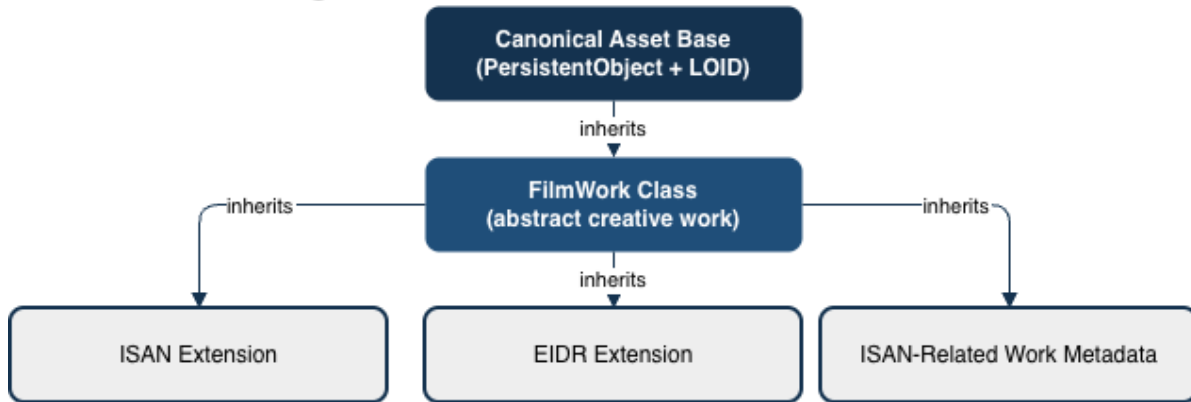 Canonical Asset Base
(PersistentObject + LOID)
inherits
FilmWork Class
(abstract creative work)
inherits
inherits
inherits
ISAN Extension
EIDR Extension
ISAN-Related Work Metadata